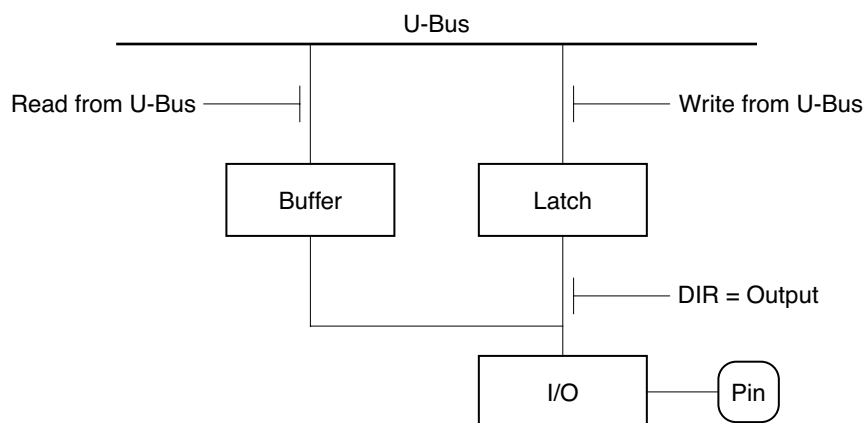 U-Bus
Read from U-Bus
Write from U-Bus
Buffer
Latch
DIR = Output
I/O
Pin